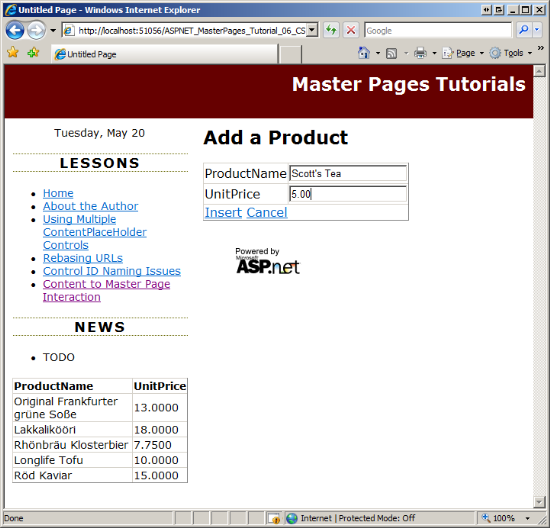 Untitled Page - Windows Internet Explorer
http://localhost:51056/ASPNET_MasterPages_Tutorial_06_CS
Google
Untitled Page
Page
Tools
Master Pages Tutorials
Tuesday, May 20
LESSONS
Home
About the Author
Using Multiple
ContentPlaceHolder
Controls
Rebasing URLs
Control ID Naming Issues
Content to Master Page
Interaction
NEWS
TODO
ProductName UnitPrice
Original Frankfurter
grüne Soße 13.0000
Lakkalikööri 18.0000
Rhönbräu Klosterbier 7.7500
Longlife Tofu 10.0000
Röd Kaviar 15.0000
Add a Product
ProductName Scott's Tea
UnitPrice 5.00
Insert Cancel
Powered by
Microsoft
ASP.net
Done
Internet | Protected Mode: Off
100%